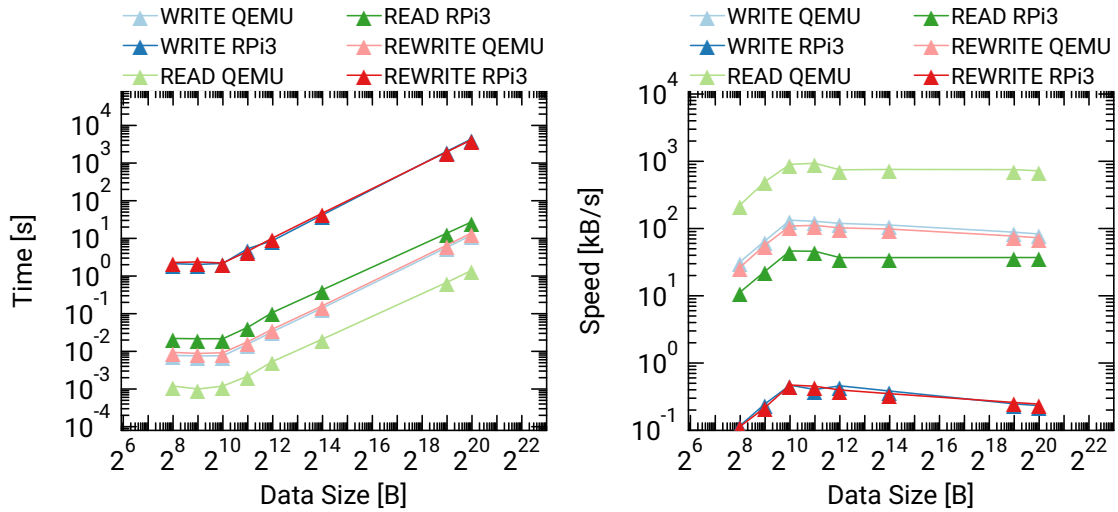 WRITE QEMU READ RPi3
WRITE RPi3 REWRITE QEMU
READ QEMU REWRITE RPi3
Time [s]
10^4
10^3
10^2
10^1
10^0
10^-1
10^-2
10^-3
10^-4
2^6 2^8 2^10 2^12 2^14 2^16 2^18 2^20 2^22
Data Size [B]
WRITE QEMU READ RPi3
WRITE RPi3 REWRITE QEMU
READ QEMU REWRITE RPi3
Speed [kB/s]
10^4
10^3
10^2
10^1
10^0
10^-1
2^6 2^8 2^10 2^12 2^14 2^16 2^18 2^20 2^22
Data Size [B]